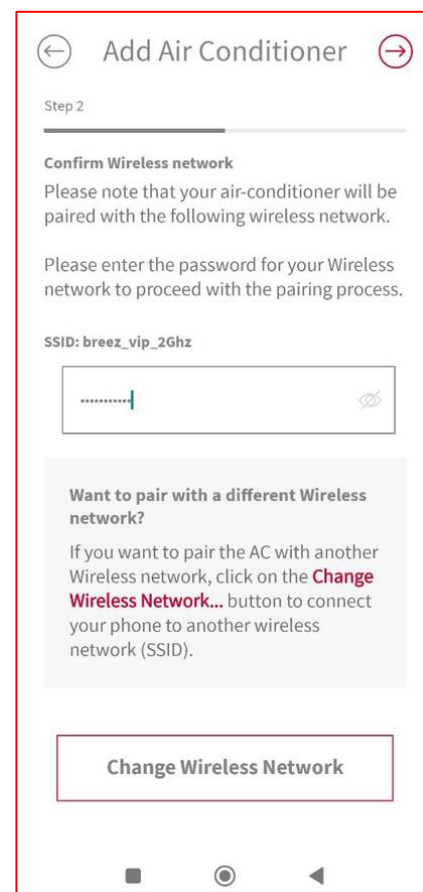 Add Air Conditioner
Step 2
Confirm Wireless network
Please note that your air-conditioner will be
paired with the following wireless network.
Please enter the password for your Wireless
network to proceed with the pairing process.
SSID: breez_vip_2Ghz
•••••••••••
Want to pair with a different Wireless
network?
If you want to pair the AC with another
Wireless network, click on the Change
Wireless Network... button to connect
your phone to another wireless
network (SSID).
Change Wireless Network